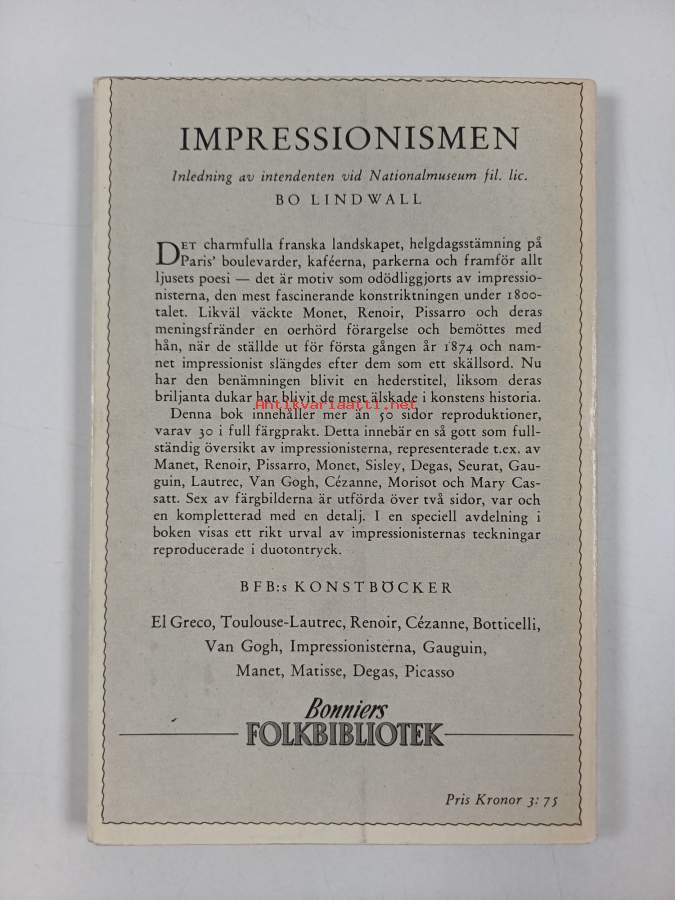 IMPRESSIONISMEN
Inledning av intendenten vid Nationalmuseum fil. lic.
BO LINDWALL
DET charmfulla franska landskapet, helgdagsstämning på
Paris' boulevarder, kaféerna, parkerna och framför allt
ljusets poesi — det är motiv som odödliggjorts av impressio-
nisterna, den mest fascinerande konstriktningen under 1800-
talet. Likväl väckte Monet, Renoir, Pissarro och deras
meningsfränder en oerhörd förargelse och bemöttes med
hån, när de ställde ut för första gången år 1874 och nam-
net impressionist slängdes efter dem som ett skällsord. Nu
har den benämningen blivit en hederstitel, liksom deras
briljanta dukar har blivit de mest älskade i konstens historia.
Antikvariaatti.net
Denna bok innehåller mer än 50 sidor reproduktioner,
varav 30 i full färgprakt. Detta innebär en så gott som full-
ständig översikt av impressionisterna, representerade t.ex. av
Manet, Renoir, Pissarro, Monet, Sisley, Degas, Seurat, Gau-
guin, Lautrec, Van Gogh, Cézanne, Morisot och Mary Cas-
satt. Sex av färgbilderna är utförda över två sidor, var och
en kompletterad med en detalj. I en speciell avdelning i
boken visas ett rikt urval av impressionisternas teckningar
reproducerade i duotontryck.
BFB:s KONSTBÖCKER
El Greco, Toulouse-Lautrec, Renoir, Cézanne, Botticelli,
Van Gogh, Impressionisterna, Gauguin,
Manet, Matisse, Degas, Picasso
Bonniers
FOLKBIBLIOTEK
Pris Kronor 3:75